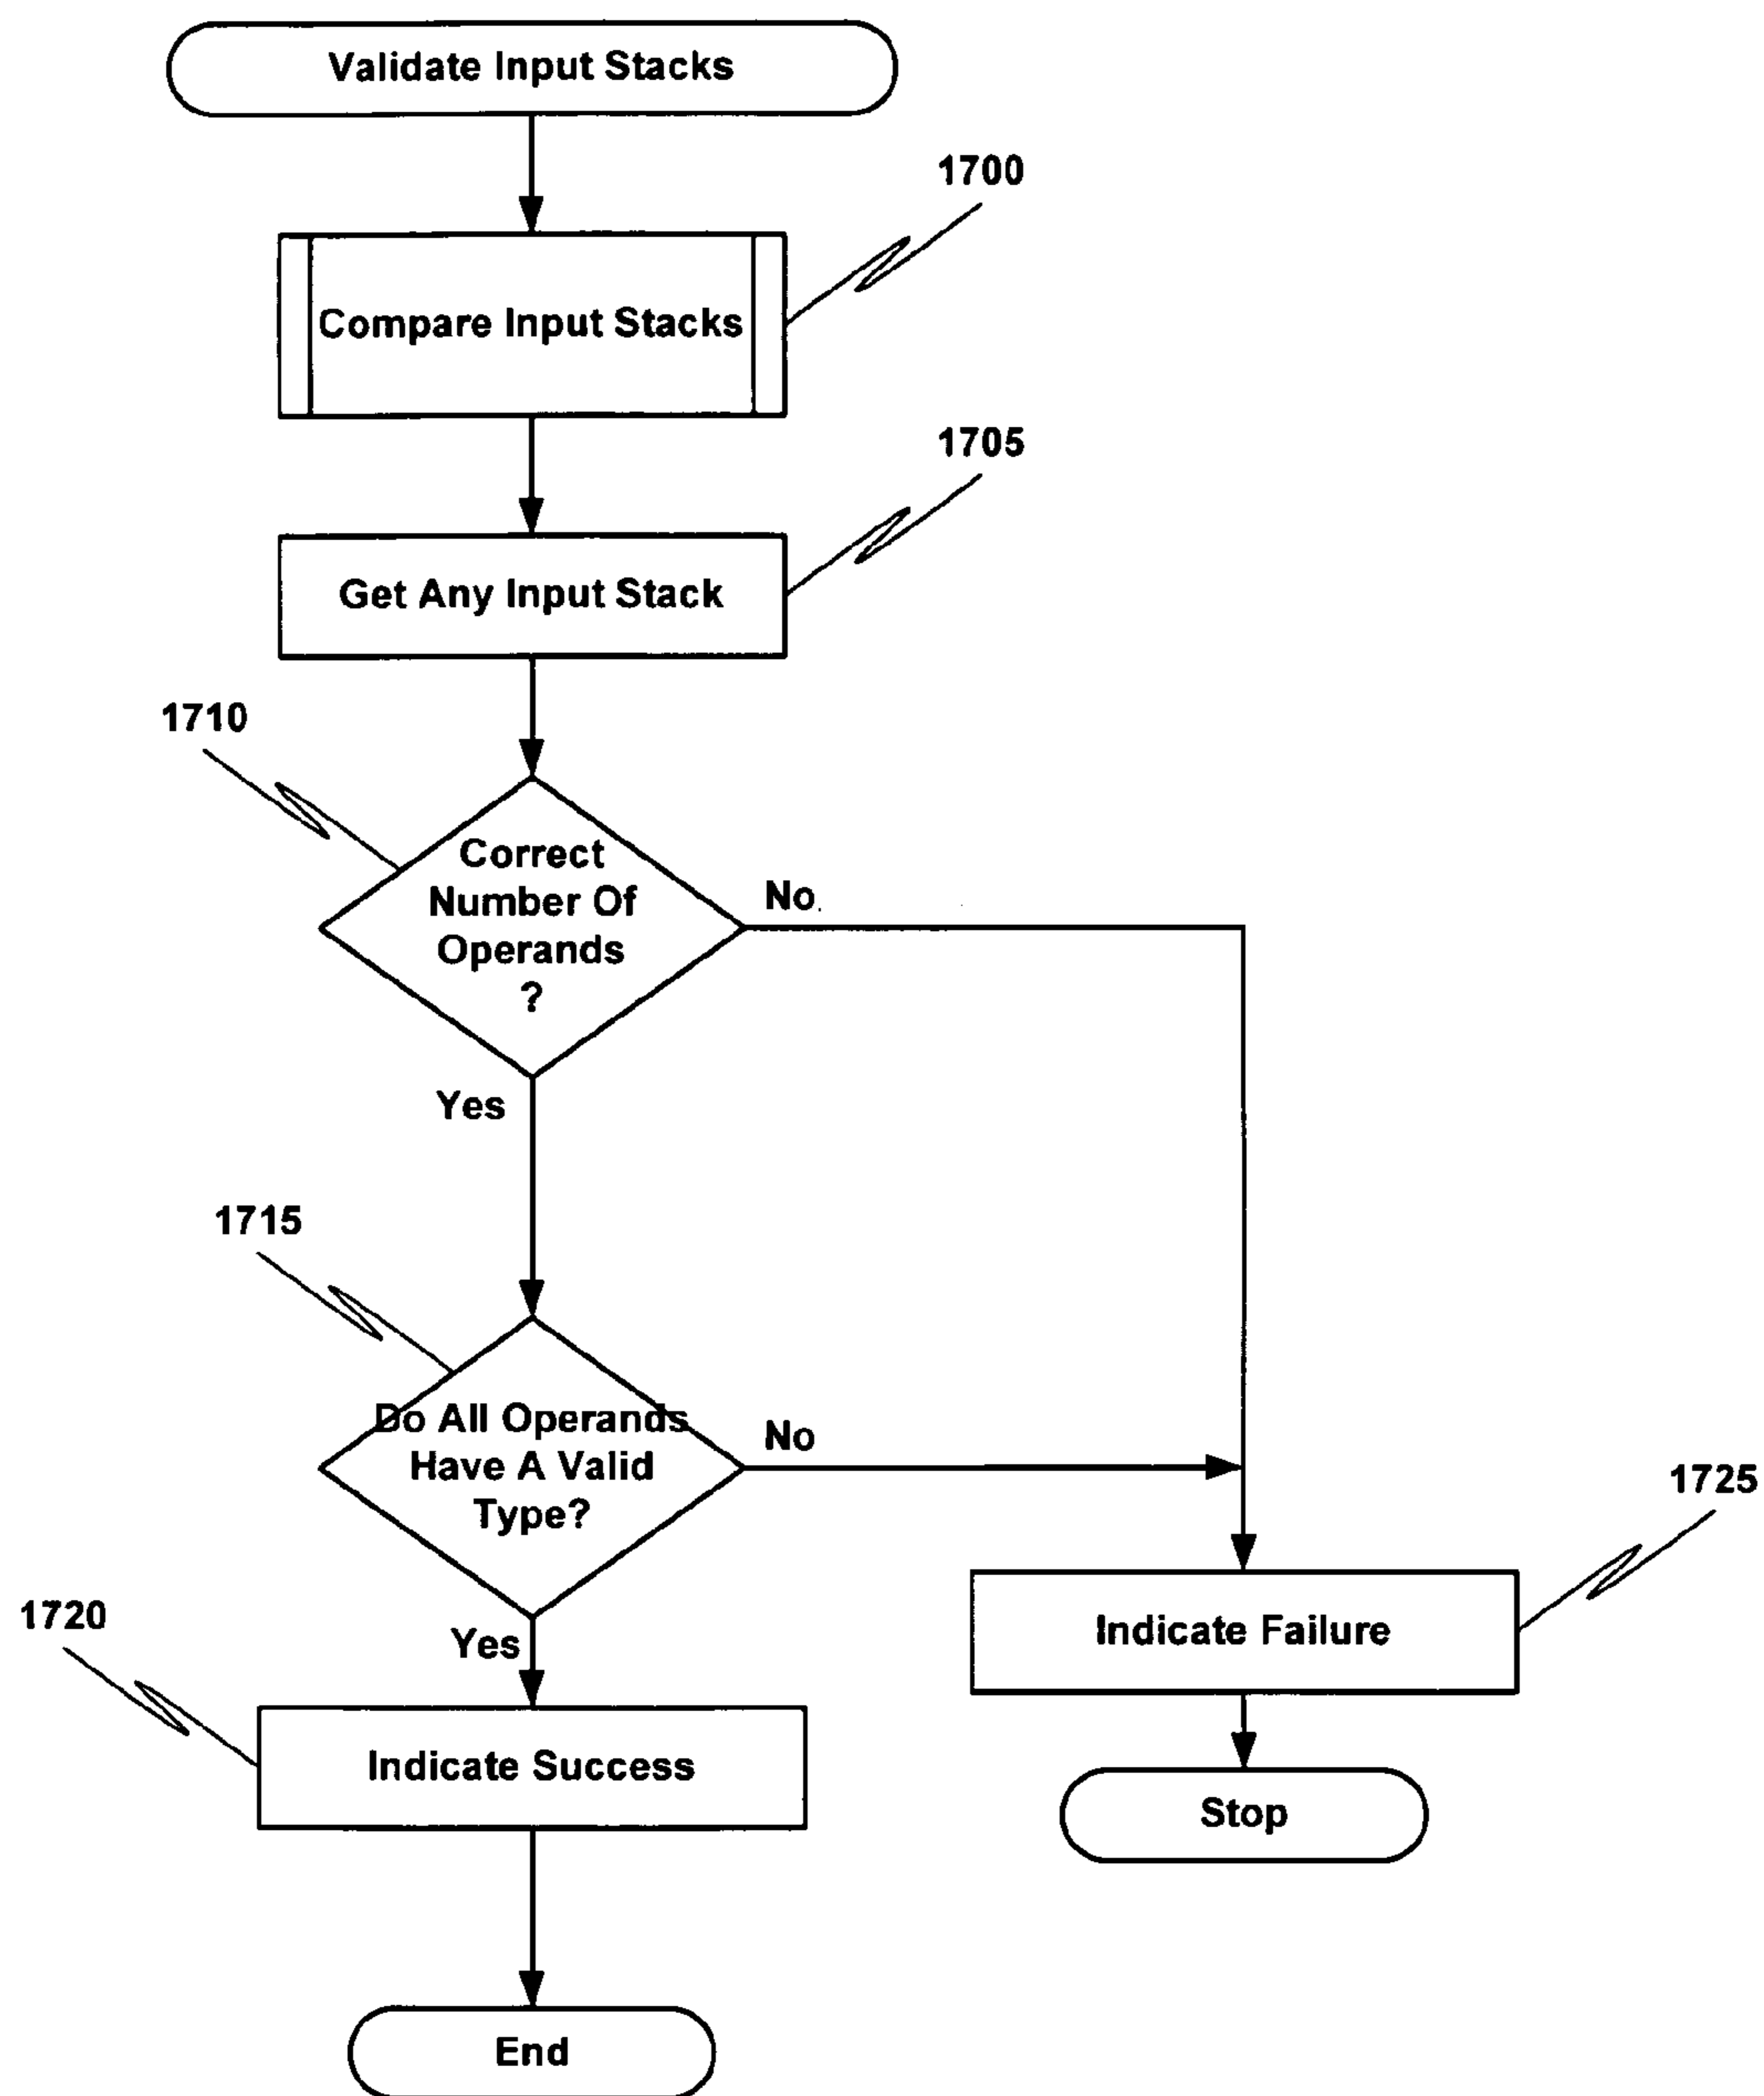 Validate Input Stacks
1700
Compare Input Stacks
1705
Get Any Input Stack
1710
Correct
Number Of
Operands
?
No
Yes
1715
Do All Operands
Have A Valid
Type?
No
1725
Indicate Failure
1720
Yes
Indicate Success
Stop
End